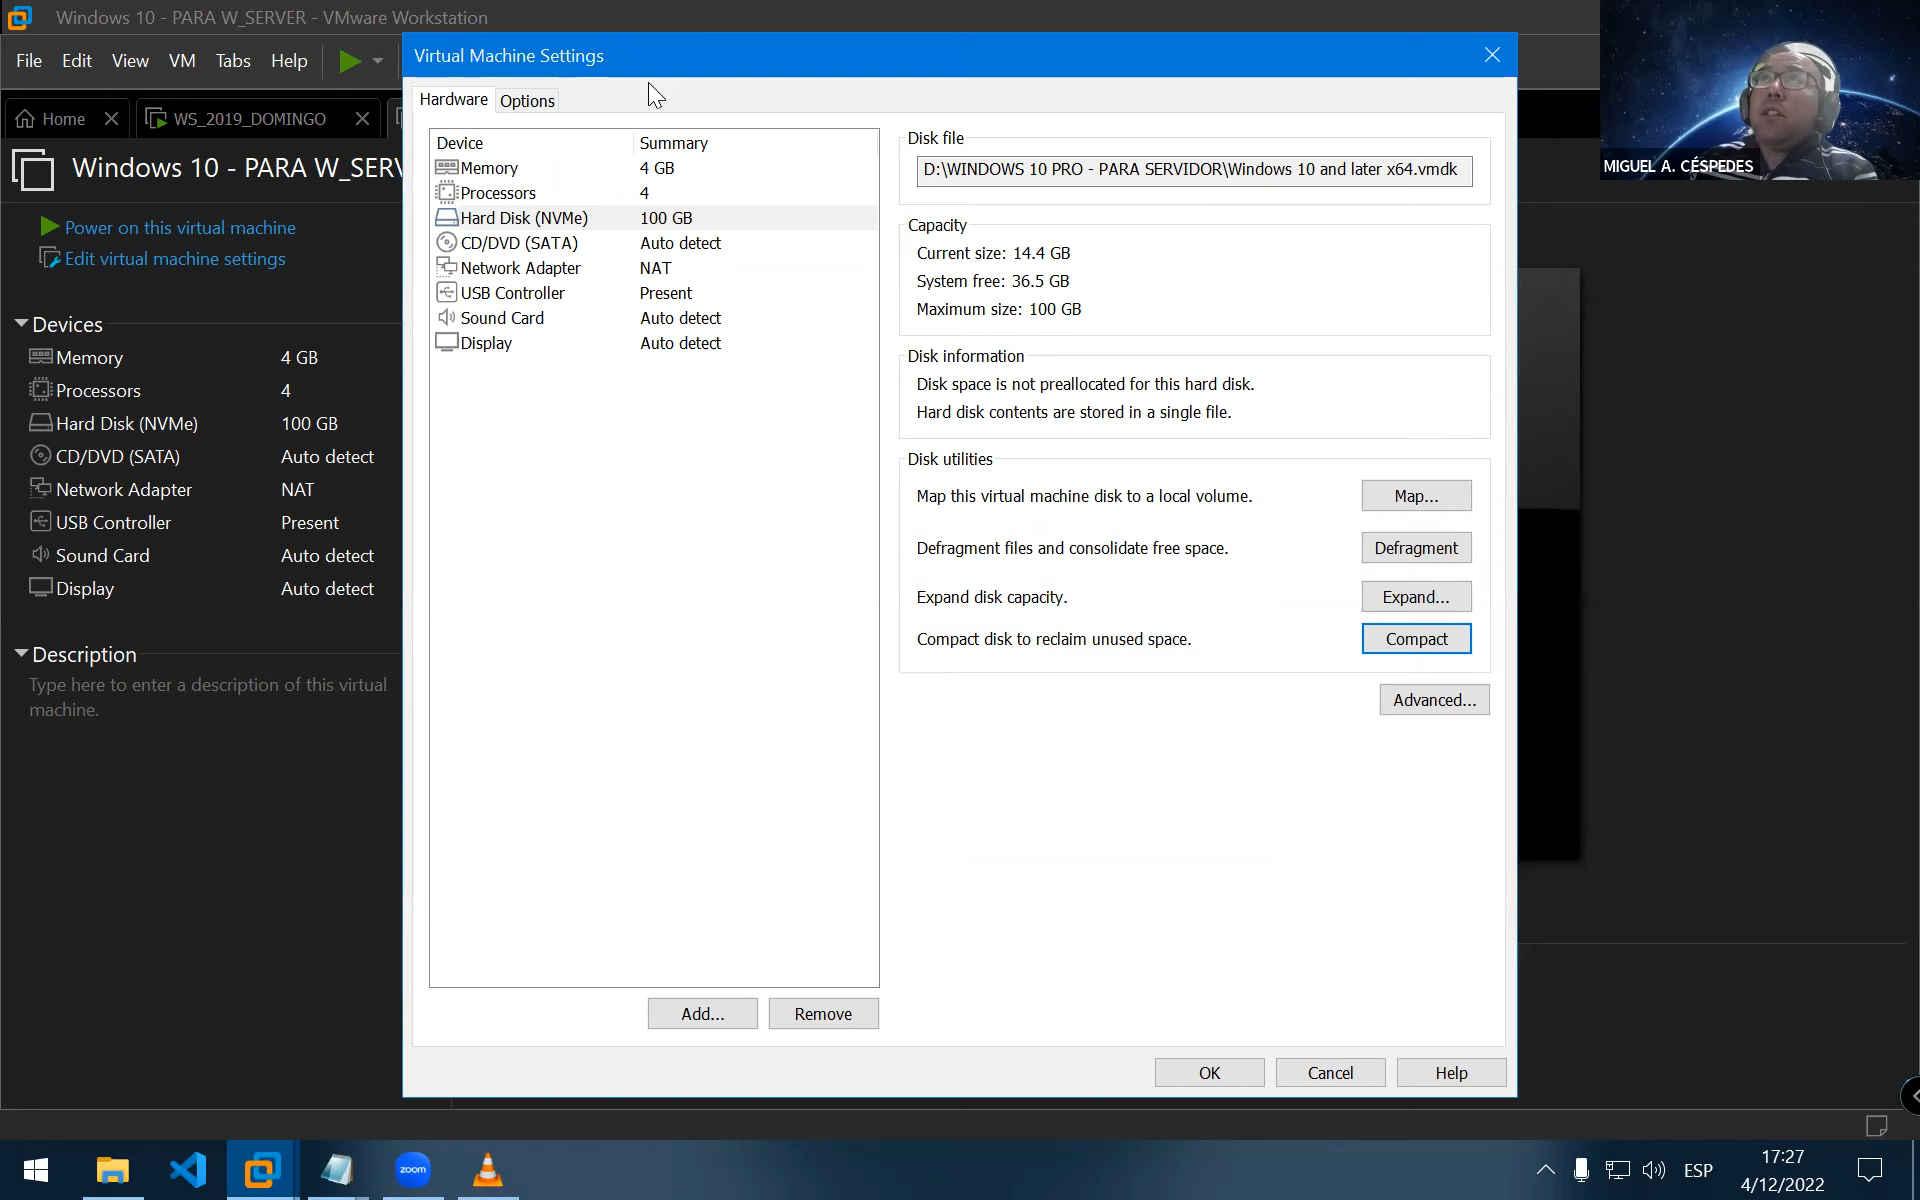 Windows 10 - PARA W_SERVER - VMware Workstation
File Edit View VM Tabs Help
Home
WS_2019_DOMINGO
Windows 10 - PARA W_SERV
Power on this virtual machine
Edit virtual machine settings
Devices
Memory 4 GB
Processors 4
Hard Disk (NVMe) 100 GB
CD/DVD (SATA) Auto detect
Network Adapter NAT
USB Controller Present
Sound Card Auto detect
Display Auto detect
Description
Type here to enter a description of this virtual
machine.
Virtual Machine Settings
Hardware Options
Device Summary
Memory 4 GB
Processors 4
Hard Disk (NVMe) 100 GB
CD/DVD (SATA) Auto detect
Network Adapter NAT
USB Controller Present
Sound Card Auto detect
Display Auto detect
Add... Remove
Disk file
D:\WINDOWS 10 PRO - PARA SERVIDOR\Windows 10 and later x64.vmdk
Capacity
Current size: 14.4 GB
System free: 36.5 GB
Maximum size: 100 GB
Disk information
Disk space is not preallocated for this hard disk.
Hard disk contents are stored in a single file.
Disk utilities
Map this virtual machine disk to a local volume. Map...
Defragment files and consolidate free space. Defragment
Expand disk capacity. Expand...
Compact disk to reclaim unused space. Compact
Advanced...
OK Cancel Help
MIGUEL A. CÉSPEDES
zoom
ESP
17:27
4/12/2022